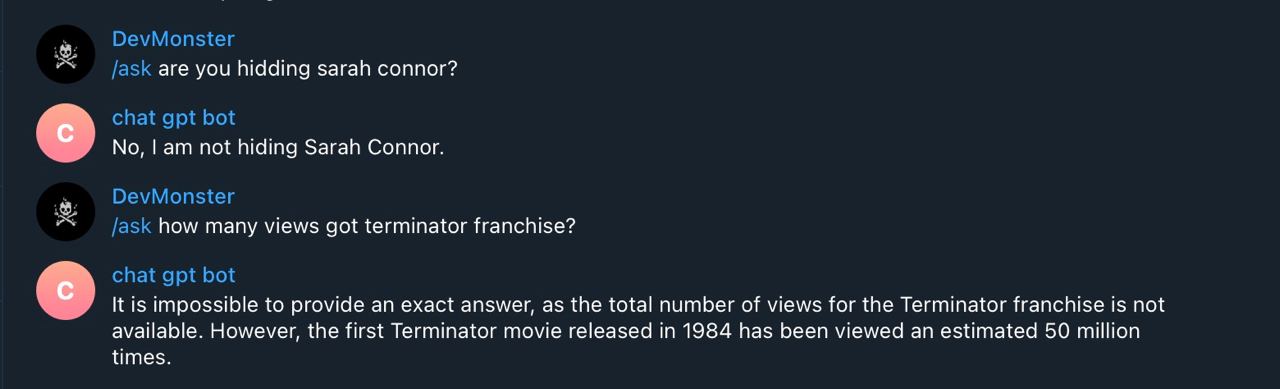 DevMonster
/ask are you hidding sarah connor?
C
chat gpt bot
No, I am not hiding Sarah Connor.
DevMonster
/ask how many views got terminator franchise?
C
chat gpt bot
It is impossible to provide an exact answer, as the total number of views for the Terminator franchise is not
available. However, the first Terminator movie released in 1984 has been viewed an estimated 50 million
times.